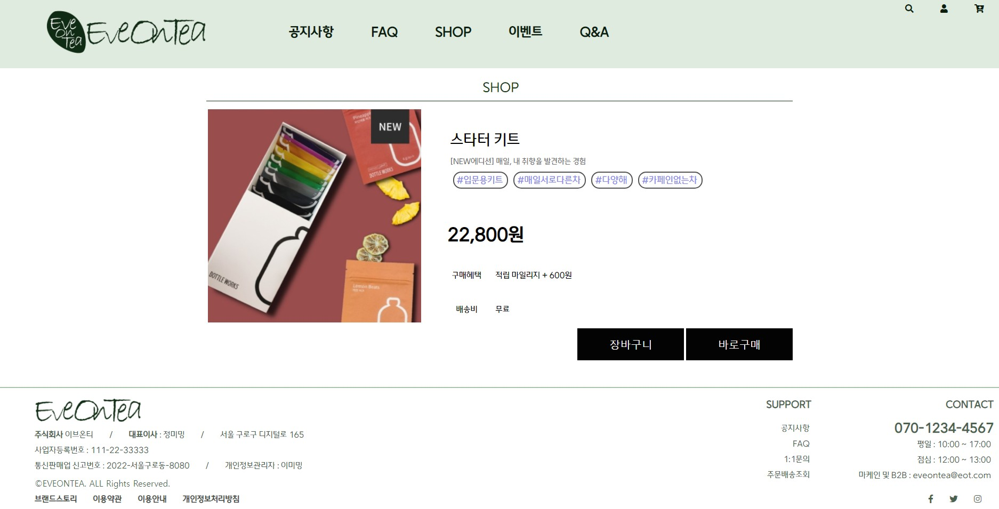 Eve
On
Tea
EveOnTea
공지사항 FAQ SHOP 이벤트 Q&A
SHOP
NEW
Pineapple
BOTTLE WORKS
BOTTLE WORKS
Lemon Beats
스타터 키트
[NEW에디션] 매일, 내 취향을 발견하는 경험
#입문용키트 #매일서로다른차 #다양해 #카페인없는차
22,800원
구매혜택 적립 마일리지 + 600원
배송비 무료
장바구니 바로구매
EveOnTea
주식회사 이브온티 / 대표이사 : 정미밍 / 서울 구로구 디지털로 165
사업자등록번호 : 111-22-33333
통신판매업 신고번호 : 2022-서울구로동-8080 / 개인정보관리자 : 이미밍
©EVEONTEA. ALL Rights Reserved.
브랜드스토리 이용약관 이용안내 개인정보처리방침
SUPPORT
공지사항
FAQ
1:1문의
주문배송조회
CONTACT
070-1234-4567
평일 : 10:00 ~ 17:00
점심 : 12:00 ~ 13:00
마케인 및 B2B : eveontea@eot.com